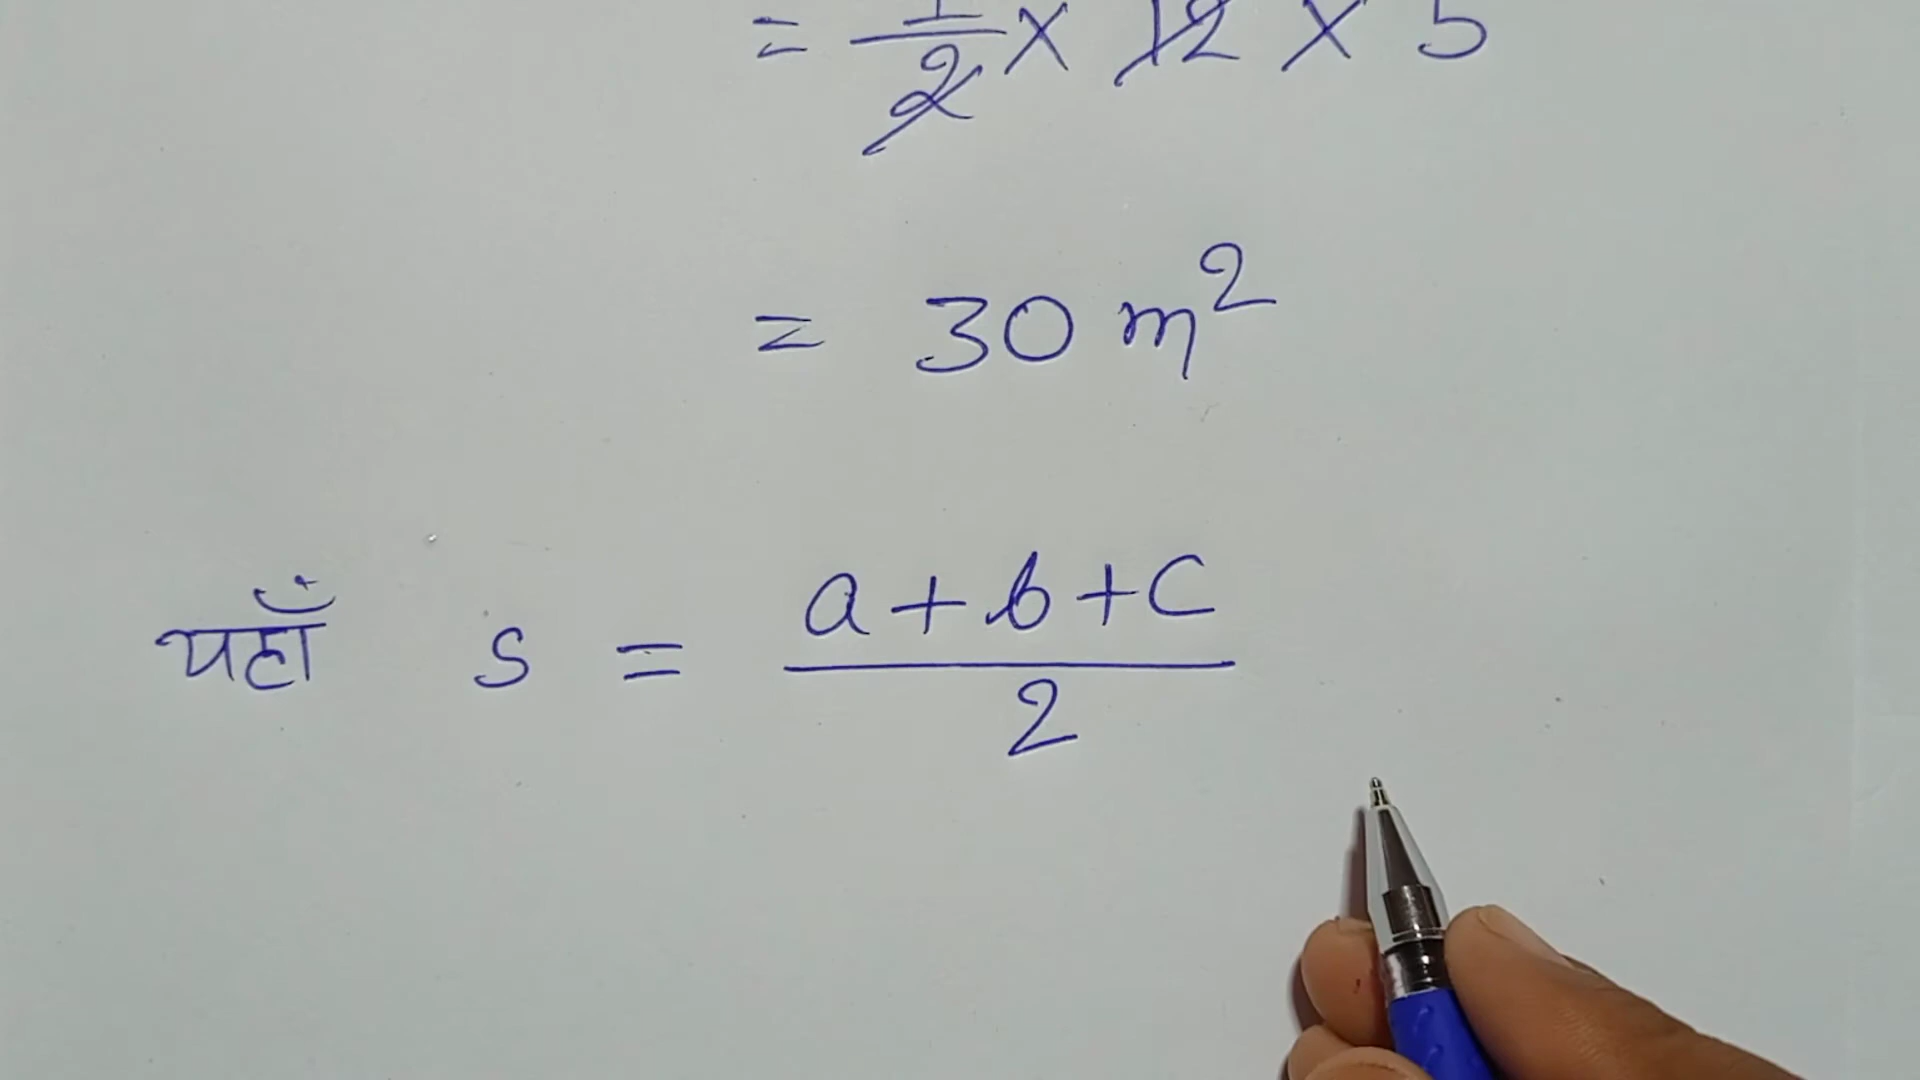 = 1/2 × 12 × 5
= 30 m²
यहाँ s = a+b+c / 2